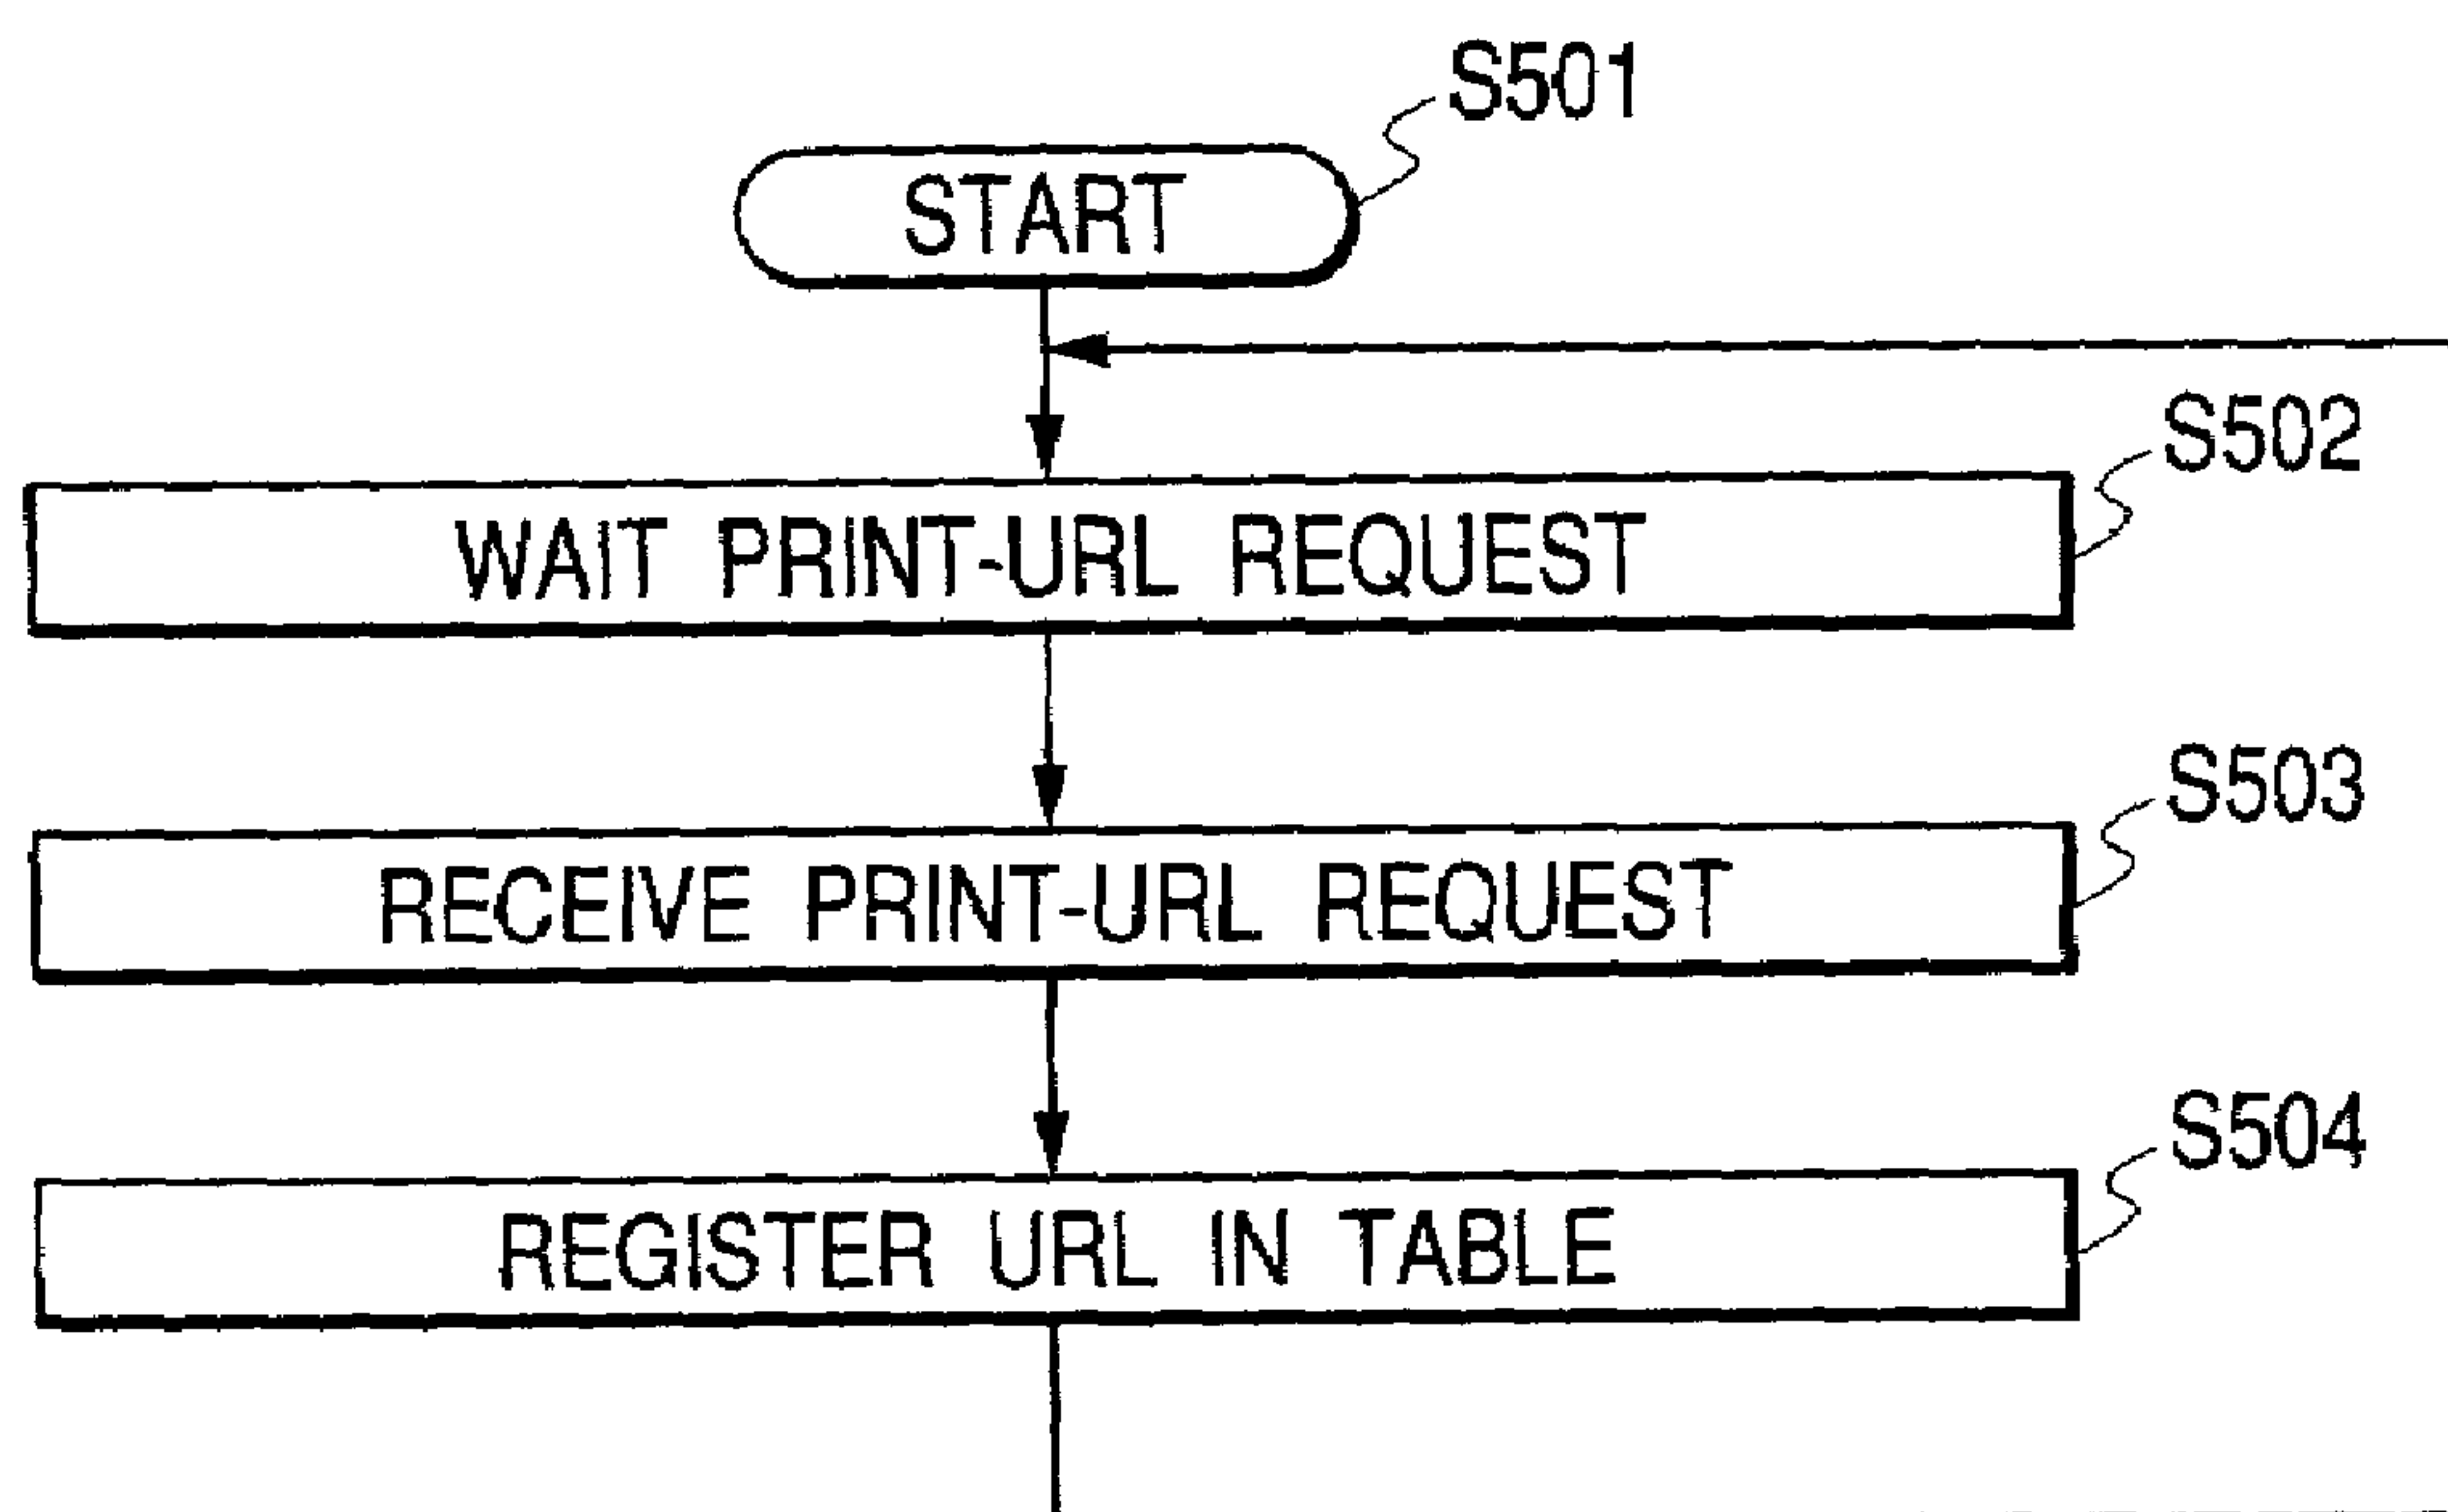 S501
START
S502
WAIT PRINT-URL REQUEST
S503
RECEIVE PRINT-URL REQUEST
S504
REGISTER URL IN TABLE